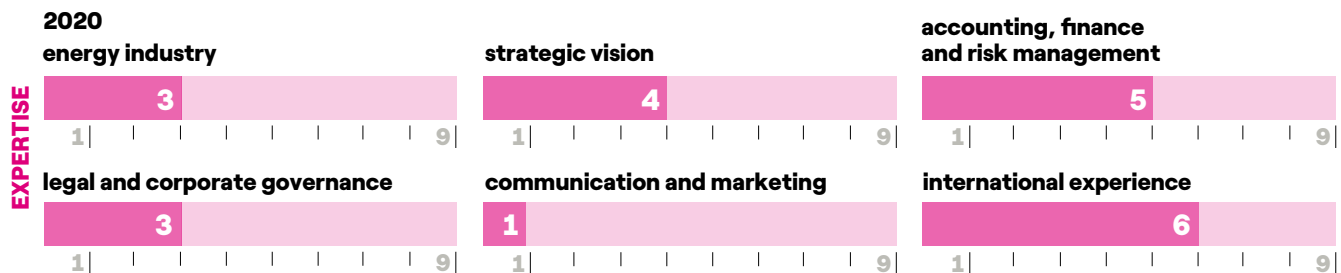 2020
EXPERTISE
energy industry
3
1 9
strategic vision
4
1 9
accounting, finance
and risk management
5
1 9
legal and corporate governance
3
1 9
communication and marketing
1
1 9
international experience
6
1 9